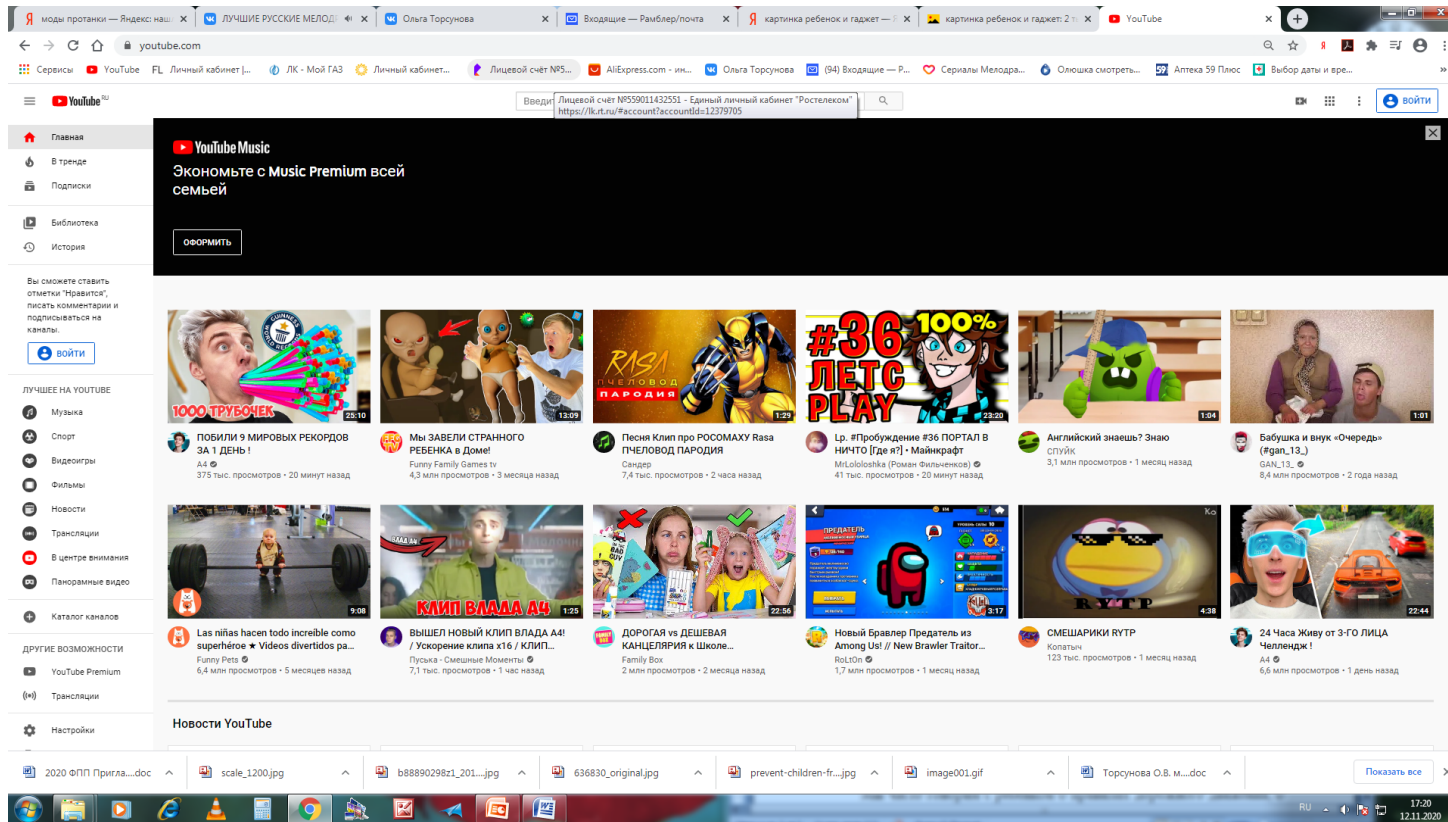 моды протанки — Яндекс: наш
ЛУЧШИЕ РУССКИЕ МЕЛОД
Ольга Торсунова
Входящие — Рамблер/почта
картинка ребенок и гаджет —
картинка ребенок и гаджет: 2 т
YouTube
youtube.com
Сервисы
YouTube
FL Личный кабинет |...
ЛК - Мой ГАЗ
Личный кабинет...
Лицевой счёт №5...
AliExpress.com - ин...
Ольга Торсунова
(94) Входящие — Р...
Сериалы Мелодра...
Олюшка смотреть...
Аптека 59 Плюс
Выбор даты и вре...
YouTube RU
Лицевой счёт №559011432551 - Единый личный кабинет "Ростелеком"
https://lk.rt.ru/#account?accountId=12379705
ВОЙТИ
Главная
В тренде
Подписки
Библиотека
История
Вы сможете ставить
отметки "Нравится",
писать комментарии и
подписываться на
каналы.
ВОЙТИ
ЛУЧШЕЕ НА YOUTUBE
Музыка
Спорт
Видеоигры
Фильмы
Новости
Трансляции
В центре внимания
Панорамные видео
Каталог каналов
ДРУГИЕ ВОЗМОЖНОСТИ
YouTube Premium
Трансляции
Настройки
YouTube Music
Экономьте с Music Premium всей
семьей
ОФОРМИТЬ
1000 ТРУБОЧЕК
25:10
13:09
RASA
ПЧЕЛОВОД
ПАРОДИЯ
1:29
#36 100%
ЛЕТС
PLAY
23:20
1:04
1:01
ПОБИЛИ 9 МИРОВЫХ РЕКОРДОВ
ЗА 1 ДЕНЬ !
A4
375 тыс. просмотров • 20 минут назад
Мы ЗАВЕЛИ СТРАННОГО
РЕБЕНКА в Доме!
Funny Family Games tv
4,3 млн просмотров • 3 месяца назад
Песня Клип про РОСОМАХУ Rasa
ПЧЕЛОВОД ПАРОДИЯ
Сандер
7,4 тыс. просмотров • 2 часа назад
Lp. #Пробуждение #36 ПОРТАЛ В
НИЧТО [Где я?] • Майнкрафт
MrLololoshka (Роман Фильченков)
41 тыс. просмотров • 20 минут назад
Английский знаешь? Знаю
СПУЙК
3,1 млн просмотров • 1 месяц назад
Бабушка и внук «Очередь»
(#gan_13_)
GAN_13_
8,4 млн просмотров • 2 года назад
9:08
ВЛАДА А4
КЛИП ВЛАДА А4
1:25
BAD
GUY
22:56
ПРЕДАТЕЛЬ
3:17
RYTP
4:38
22:44
Las niñas hacen todo increíble como
superhéroe ★ Videos divertidos pa...
Funny Pets
6,4 млн просмотров • 5 месяцев назад
ВЫШЕЛ НОВЫЙ КЛИП ВЛАДА А4!
/ Ускорение клипа x16 / КЛИП...
Пуська - Смешные Моменты
7,1 тыс. просмотров • 1 час назад
ДОРОГАЯ vs ДЕШЕВАЯ
КАНЦЕЛЯРИЯ к Школе...
Family Box
2 млн просмотров • 2 месяца назад
Новый Бравлер Предатель из
Among Us! // New Brawler Traitor...
RoLtOn
1,7 млн просмотров • 1 месяц назад
СМЕШАРИКИ RYTP
Копатыч
123 тыс. просмотров • 1 месяц назад
24 Часа Живу от 3-ГО ЛИЦА
Челлендж !
A4
6,6 млн просмотров • 1 день назад
Новости YouTube
2020 ФПП Пригла....doc
scale_1200.jpg
b88890298z1_201....jpg
636830_original.jpg
prevent-children-fr....jpg
image001.gif
Торсунова О.В. м....doc
Показать все
RU
17:20
12.11.2020